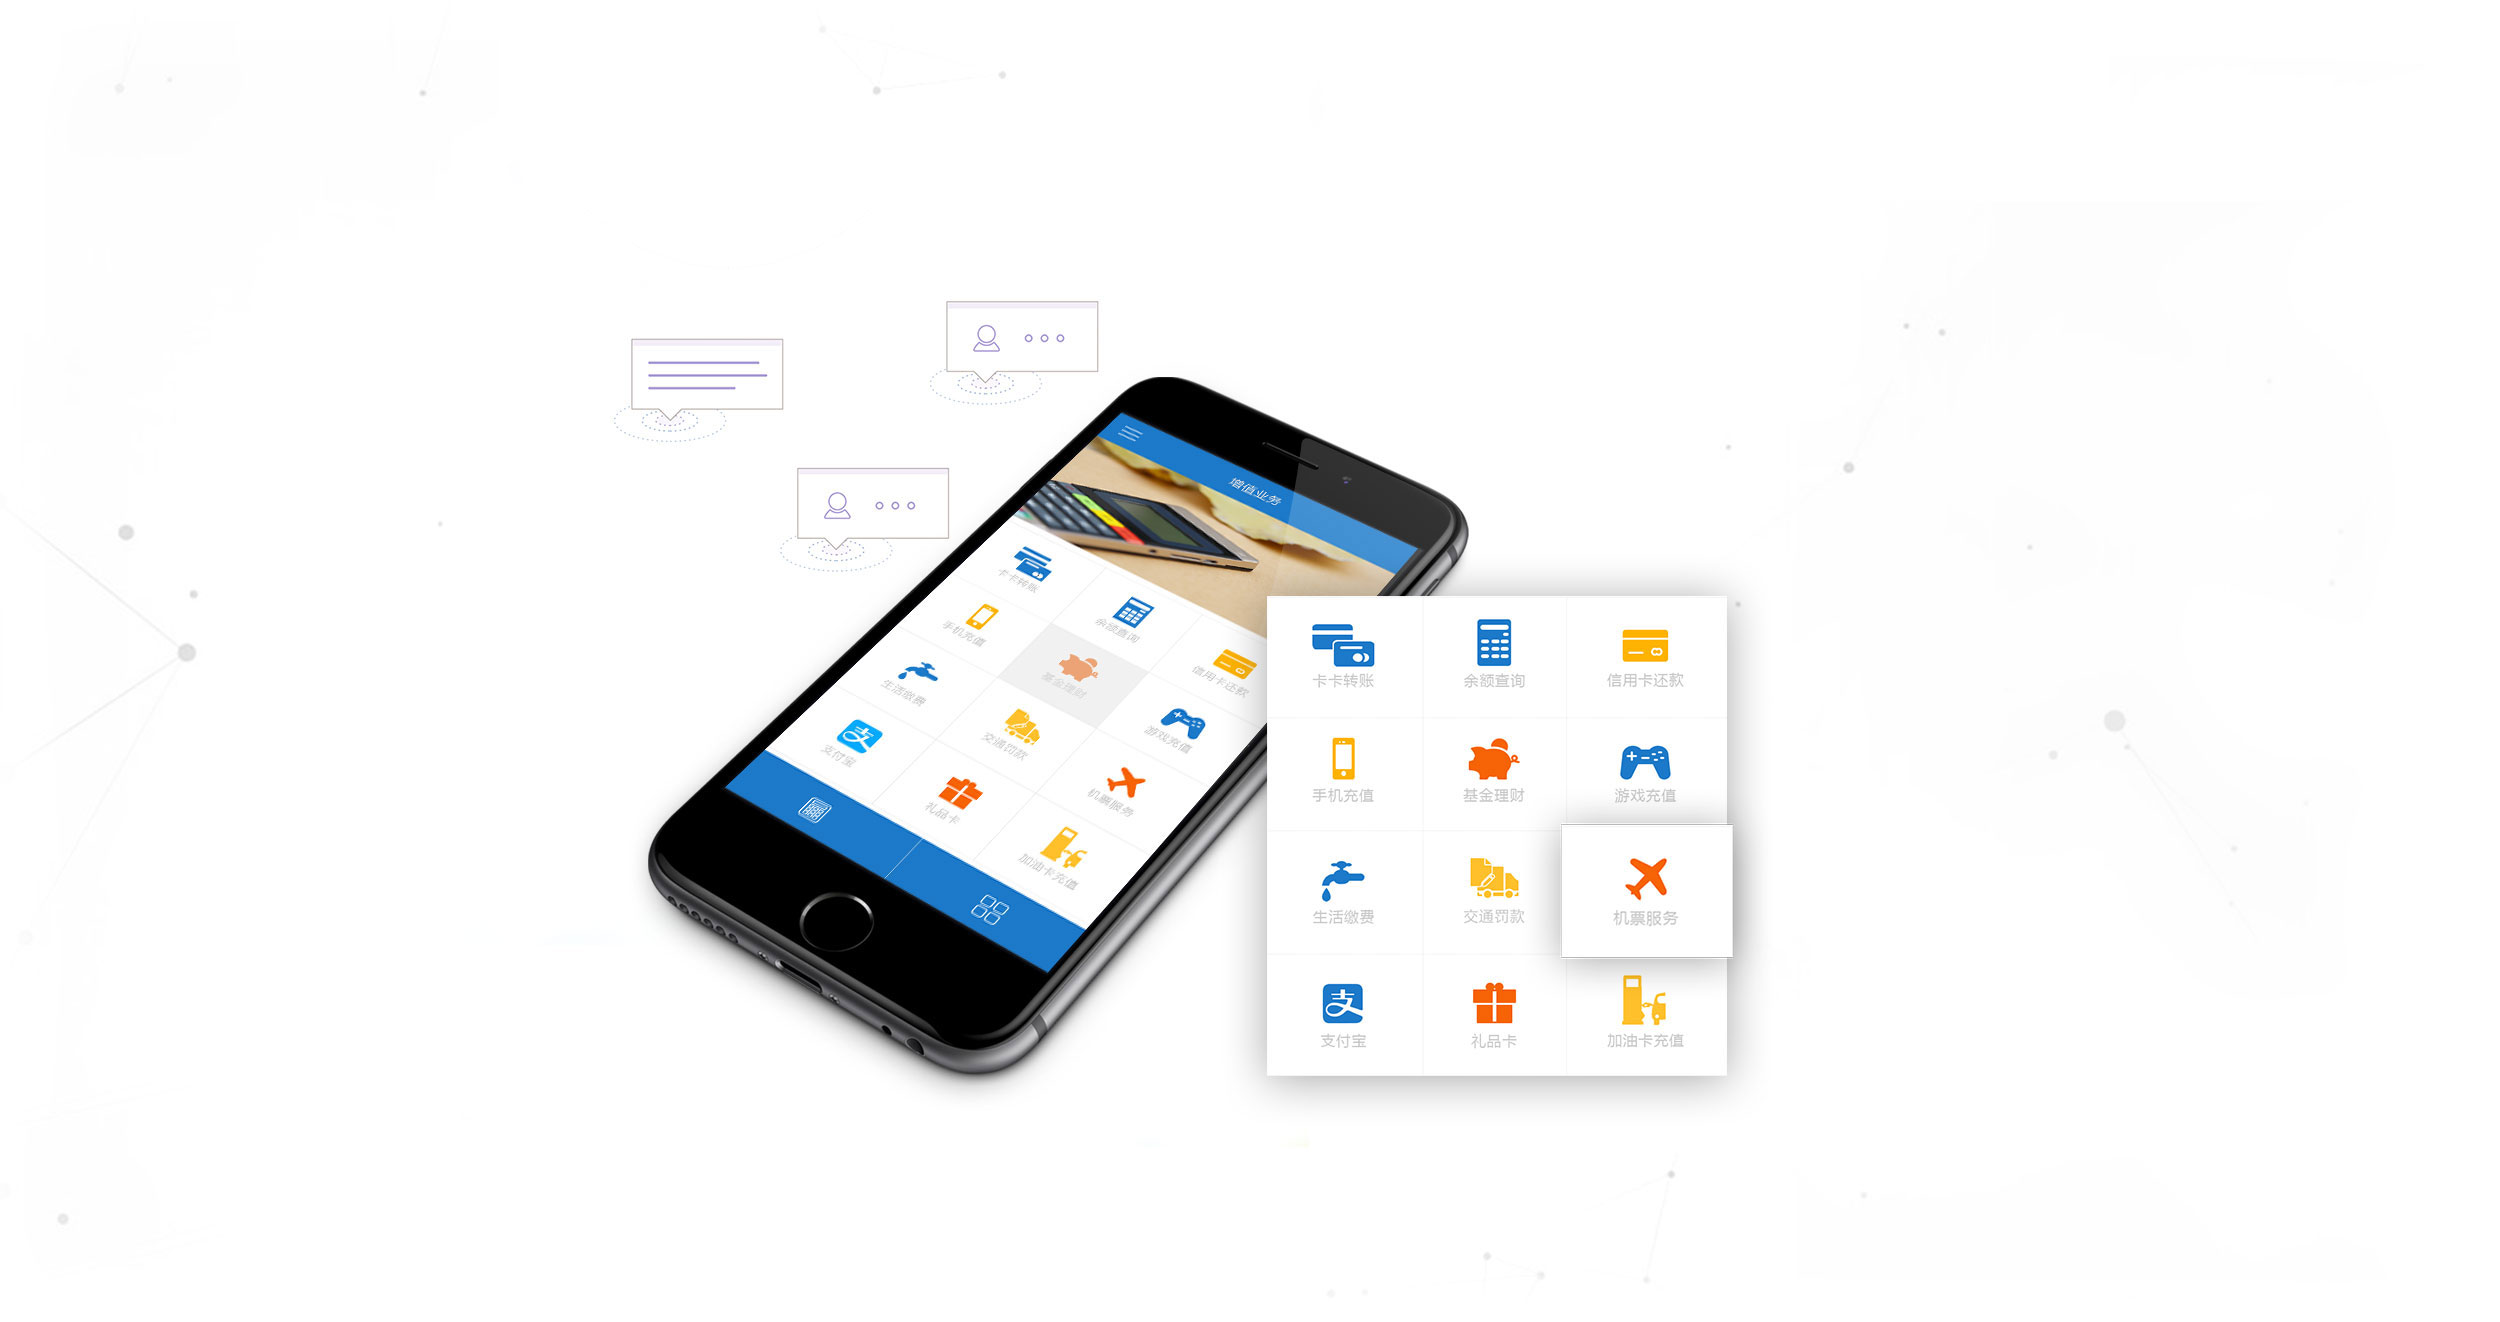 增值业务
卡卡转账
余额查询
信用卡还款
手机充值
基金理财
游戏充值
生活缴费
交通罚款
机票服务
支付宝
礼品卡
加油卡充值
卡卡转账 余额查询 信用卡还款
手机充值 基金理财 游戏充值
生活缴费 交通罚款 机票服务
支 支付宝 礼品卡 加油卡充值